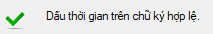 Dấu thời gian trên chữ ký hợp lệ.